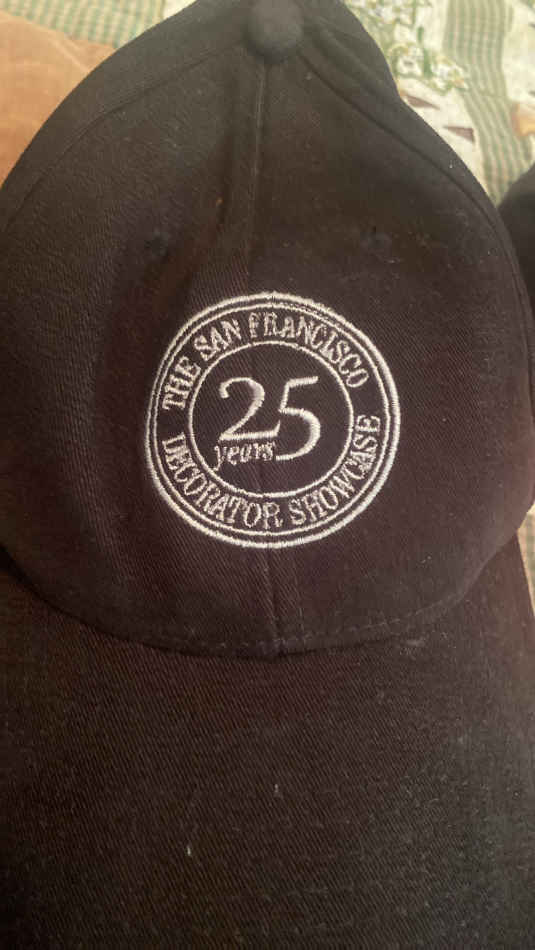 THE SAN FRANCISCO
25
years
DECORATOR SHOWCASE